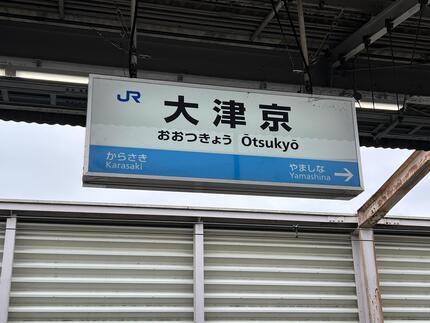 JR
大津京
おおつきょう Ōtsukyō
からさき やましな
Karasaki Yamashina →